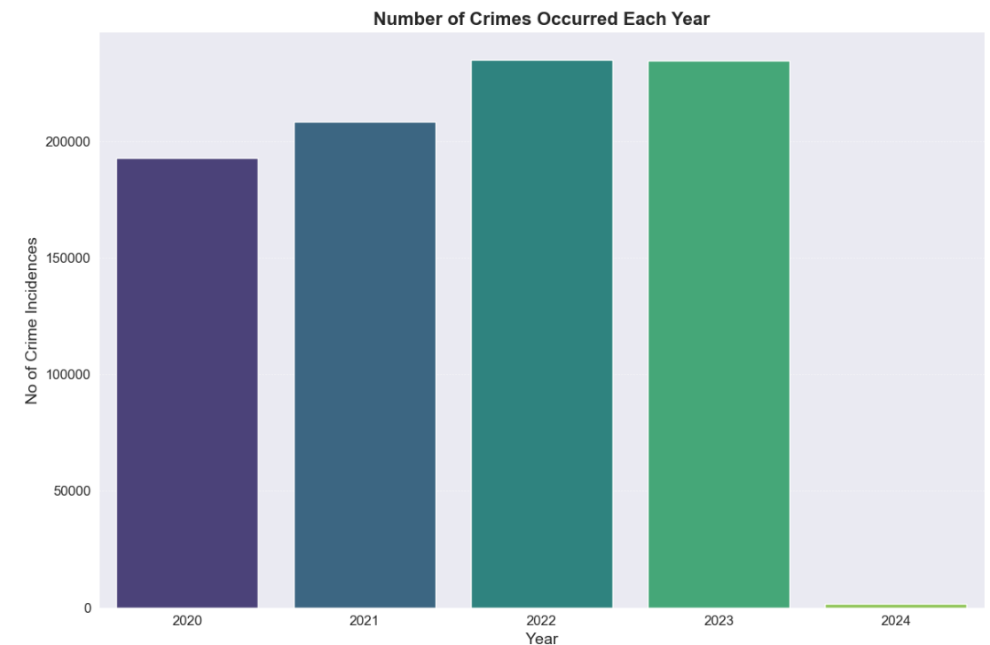 Number of Crimes Occurred Each Year
No of Crime Incidences
200000
150000
100000
50000
0
2020 2021 2022 2023 2024
Year